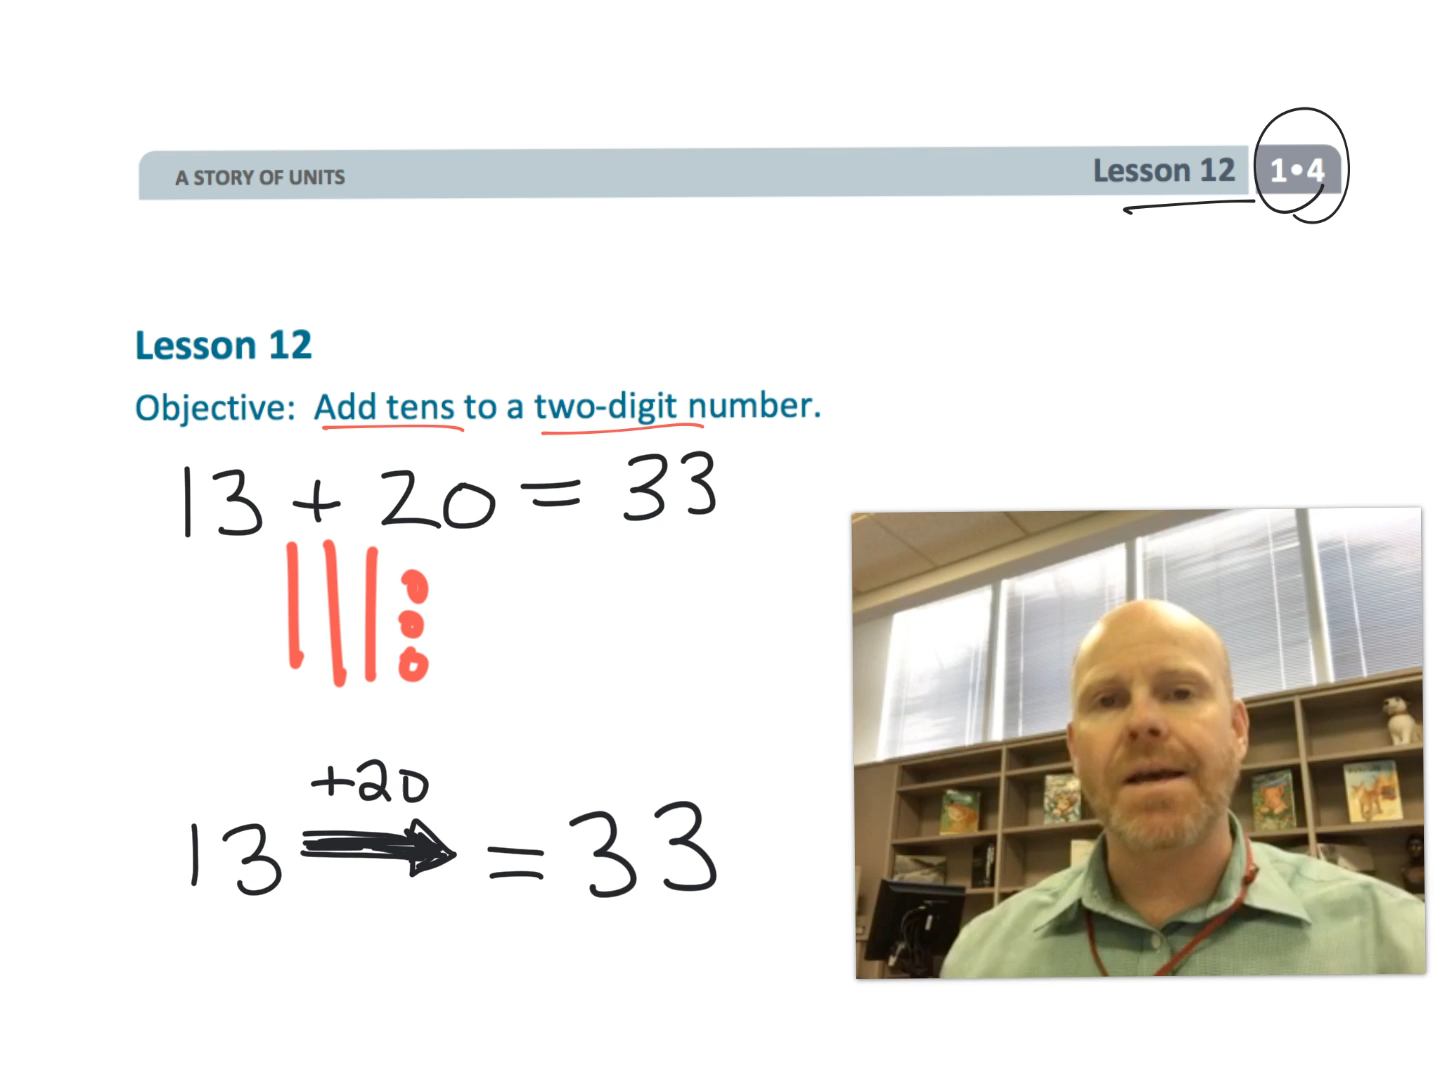 A STORY OF UNITS Lesson 12 1•4
Lesson 12
Objective: Add tens to a two-digit number.
13 + 20 = 33
+20
13 = 33